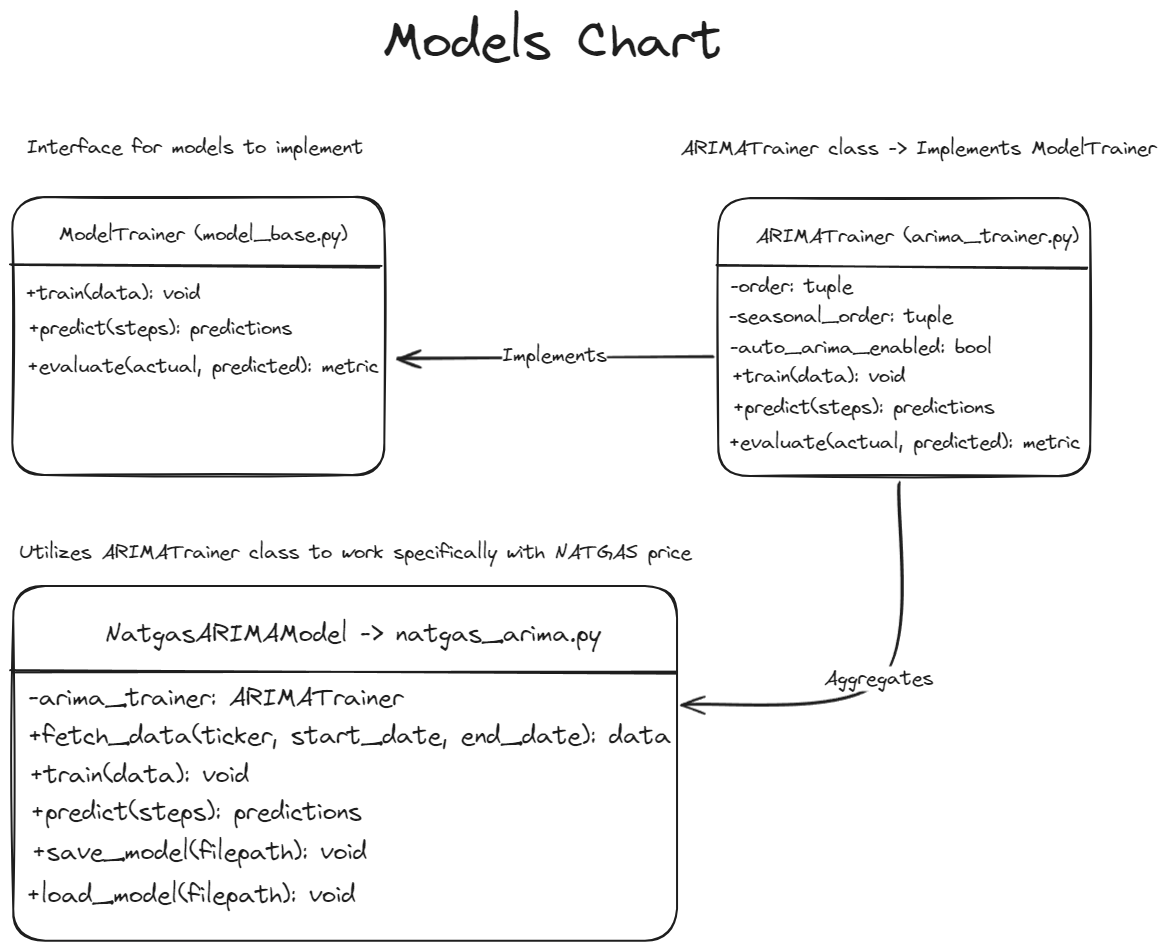 Models Chart
Interface for models to implement
ModelTrainer (model_base.py)
+train(data): void
+predict(steps): predictions
+evaluate(actual, predicted): metric
Implements
ARIMATrainer class -> Implements ModelTrainer
ARIMATrainer (arima_trainer.py)
-order: tuple
-seasonal_order: tuple
-auto_arima_enabled: bool
+train(data): void
+predict(steps): predictions
+evaluate(actual, predicted): metric
Aggregates
Utilizes ARIMATrainer class to work specifically with NATGAS price
NatgasARIMAModel -> natgas_arima.py
-arima_trainer: ARIMATrainer
+fetch_data(ticker, start_date, end_date): data
+train(data): void
+predict(steps): predictions
+save_model(filepath): void
+load_model(filepath): void